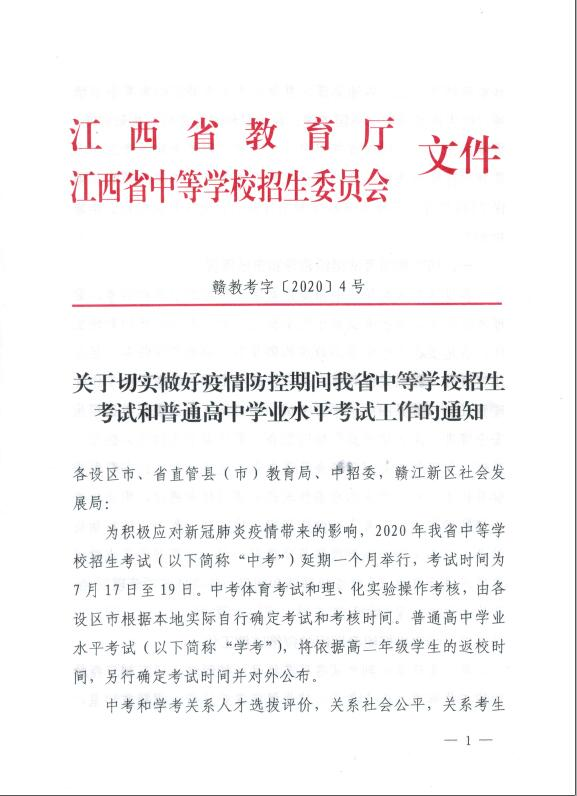 江西省教育厅
江西省中等学校招生委员会
文件
赣教考字〔2020〕4号
关于切实做好疫情防控期间我省中等学校招生
考试和普通高中学业水平考试工作的通知
各设区市、省直管县（市）教育局、中招委，赣江新区社会发
展局：
为积极应对新冠肺炎疫情带来的影响，2020年我省中等学
校招生考试（以下简称“中考”）延期一个月举行，考试时间为
7月17日至19日。中考体育考试和理、化实验操作考核，由各
设区市根据本地实际自行确定考试和考核时间。普通高中学业
水平考试（以下简称“学考”），将依据高二年级学生的返校时
间，另行确定考试时间并对外公布。
中考和学考关系人才选拔评价，关系社会公平，关系考生
— 1 —